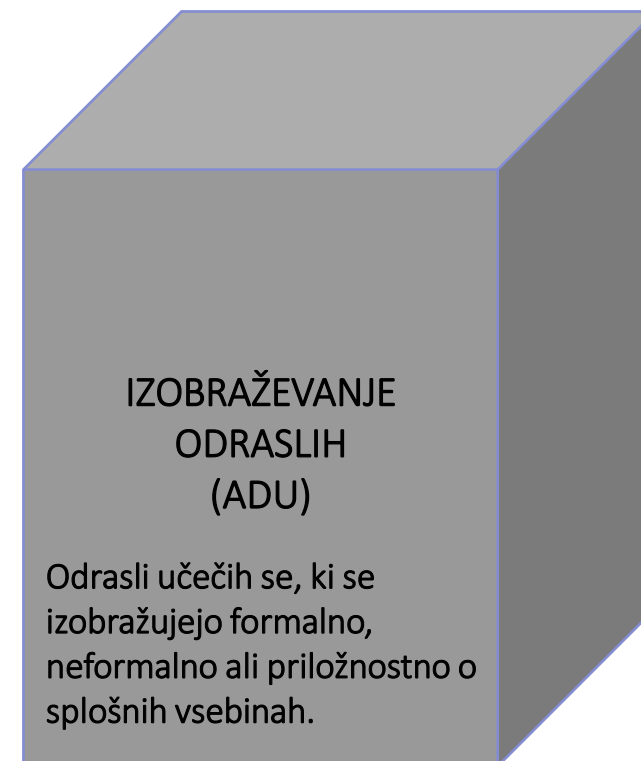 IZOBRAŽEVANJE
ODRASLIH
(ADU)
Odrasli učečih se, ki se
izobražujejo formalno,
neformalno ali priložnostno o
splošnih vsebinah.